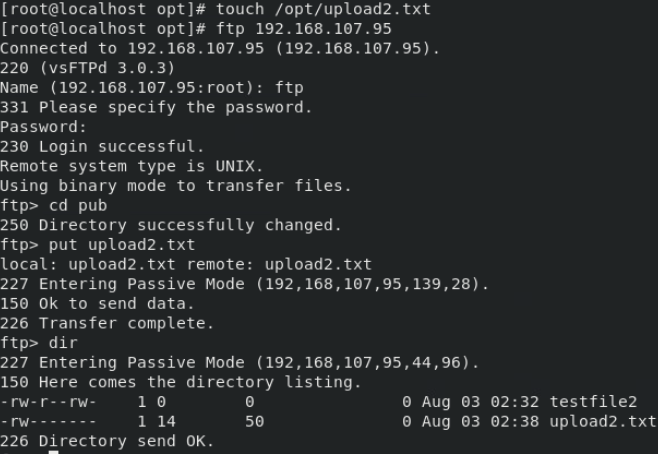 [root@localhost opt]# touch /opt/upload2.txt
[root@localhost opt]# ftp 192.168.107.95
Connected to 192.168.107.95 (192.168.107.95).
220 (vsFTPd 3.0.3)
Name (192.168.107.95:root): ftp
331 Please specify the password.
Password:
230 Login successful.
Remote system type is UNIX.
Using binary mode to transfer files.
ftp> cd pub
250 Directory successfully changed.
ftp> put upload2.txt
local: upload2.txt remote: upload2.txt
227 Entering Passive Mode (192,168,107,95,139,28).
150 Ok to send data.
226 Transfer complete.
ftp> dir
227 Entering Passive Mode (192,168,107,95,44,96).
150 Here comes the directory listing.
-rw-r--rw-    1 0        0               0 Aug 03 02:32 testfile2
-rw-------    1 14       50              0 Aug 03 02:38 upload2.txt
226 Directory send OK.